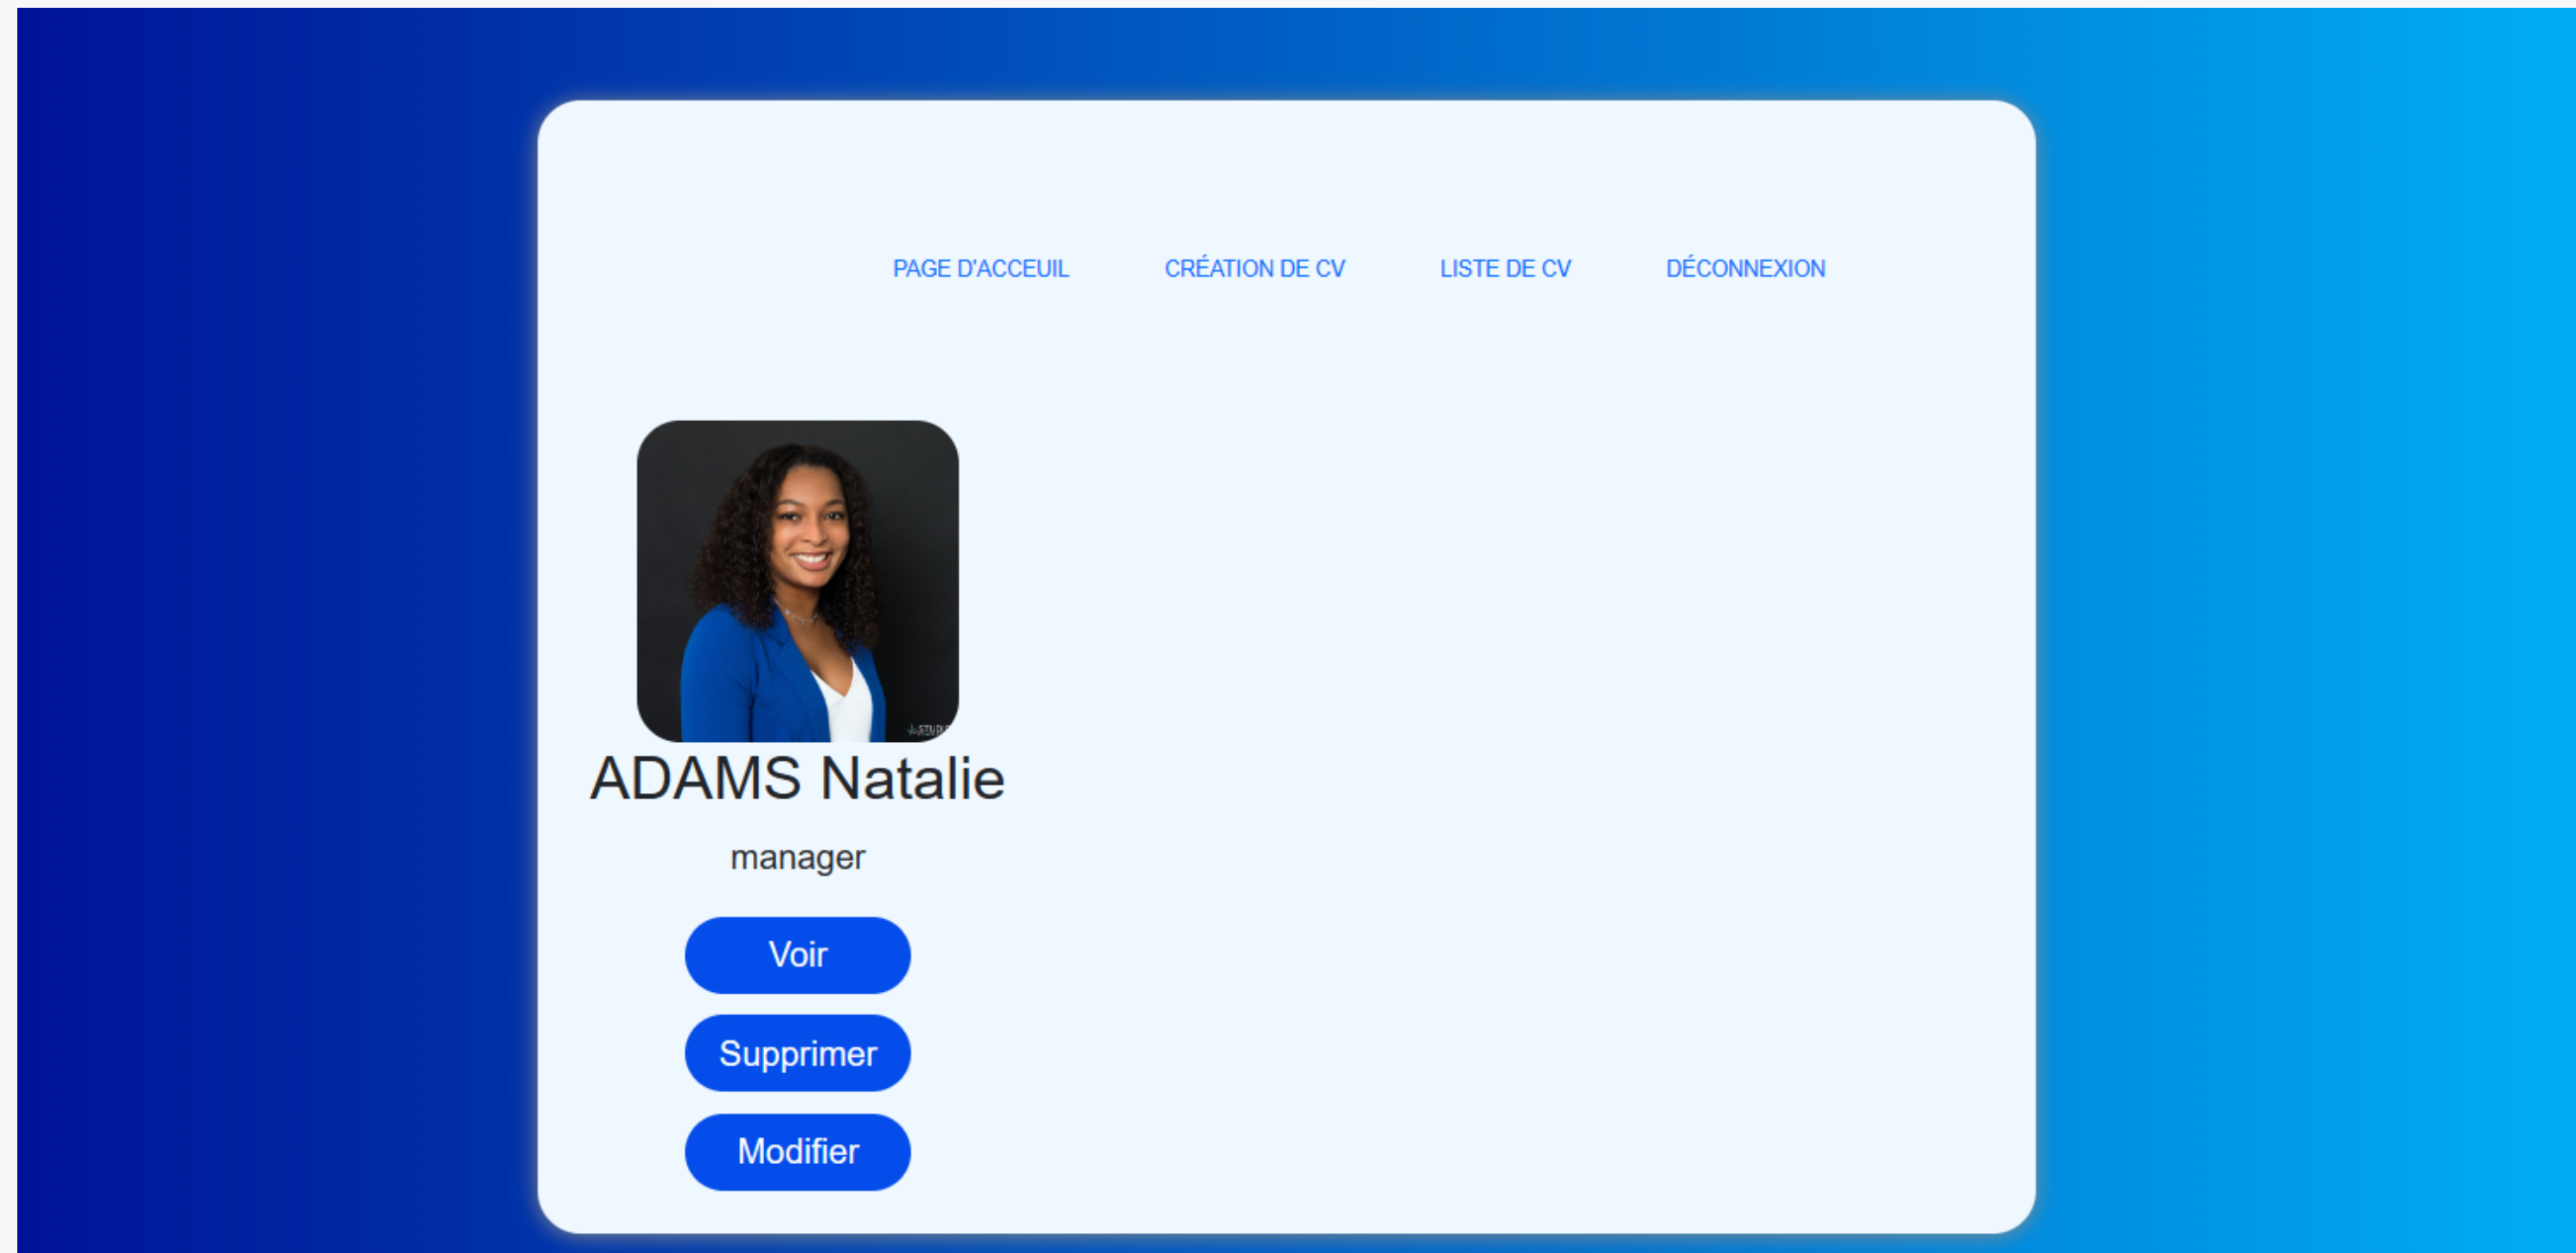 PAGE D'ACCEUIL CRÉATION DE CV LISTE DE CV DÉCONNEXION
ADAMS Natalie
manager
Voir
Supprimer
Modifier